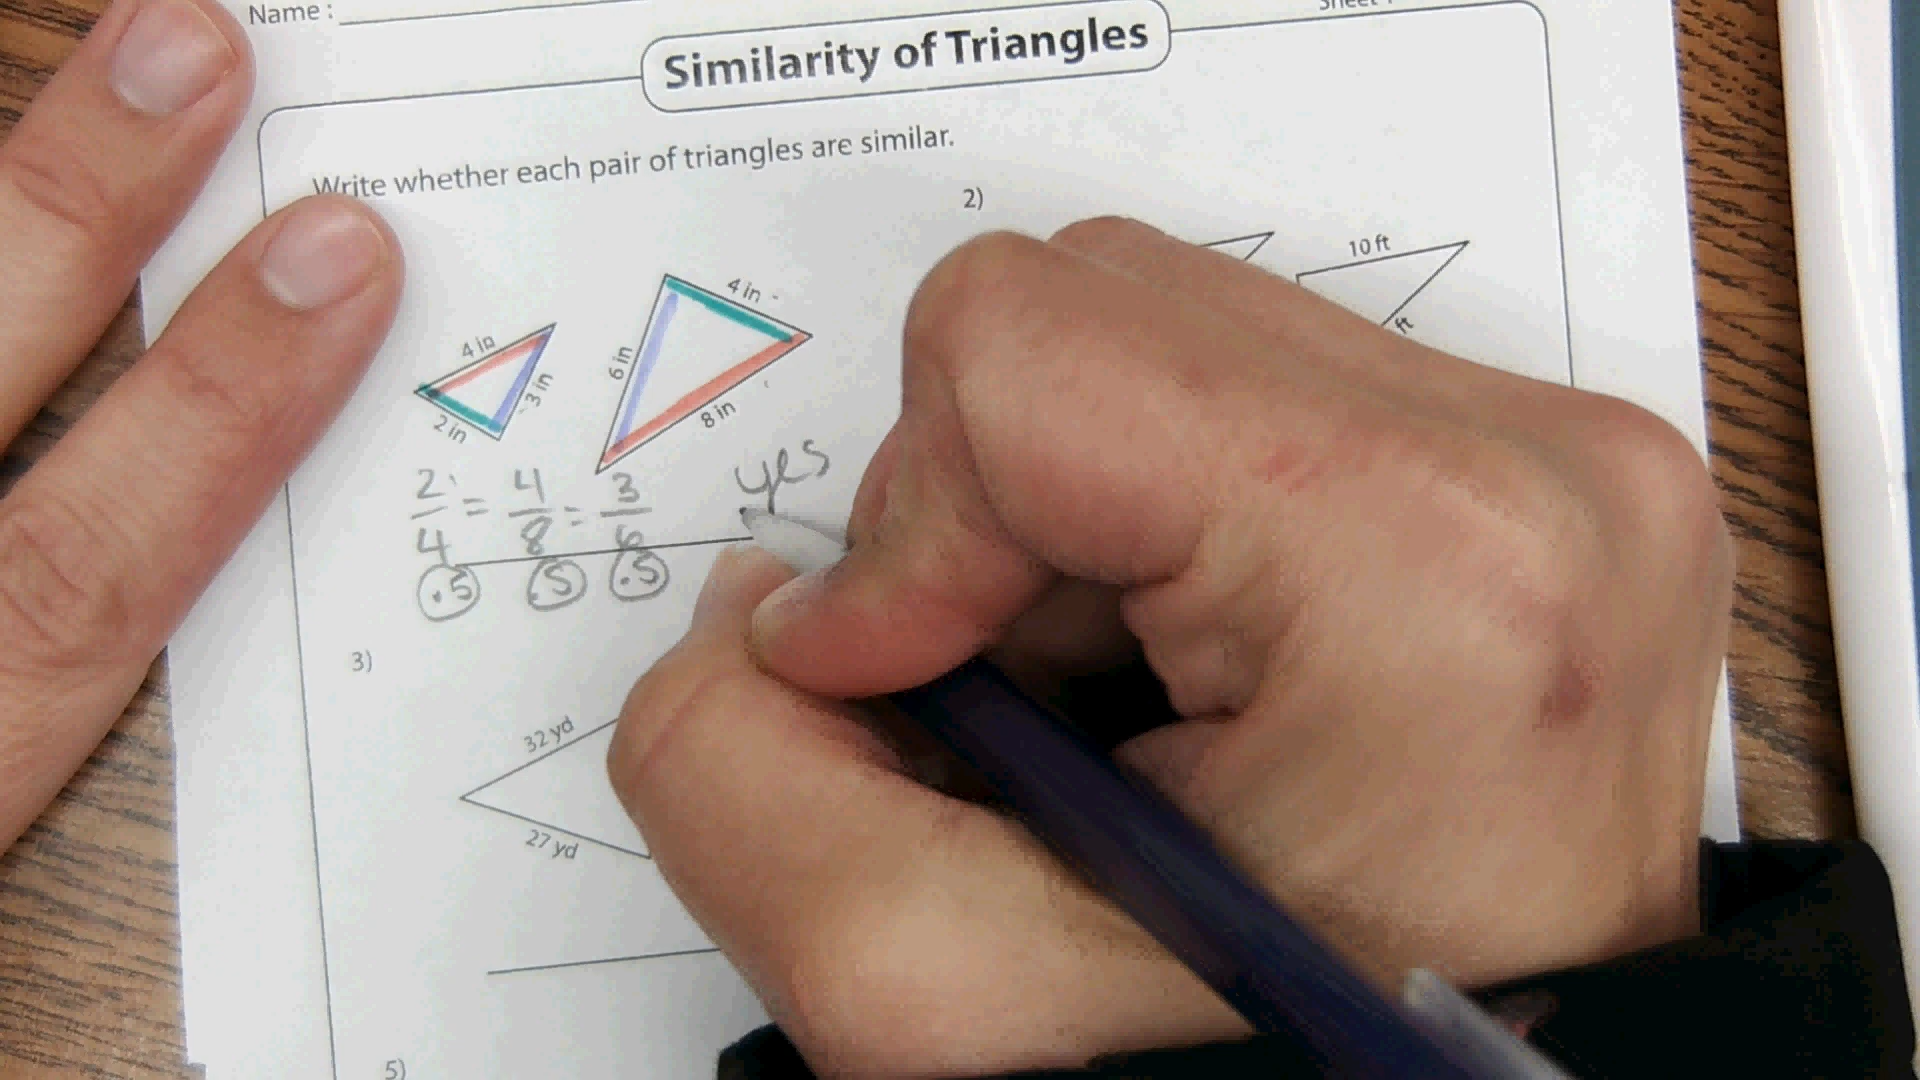 Name :
Similarity of Triangles
Write whether each pair of triangles are similar.
2)
4 in
3 in
2 in
4 in
6 in
8 in
10 ft
ft
2/4 = 4/8 = 3/6
yes
.5 .5 .5
3)
32 yd
27 yd
5)